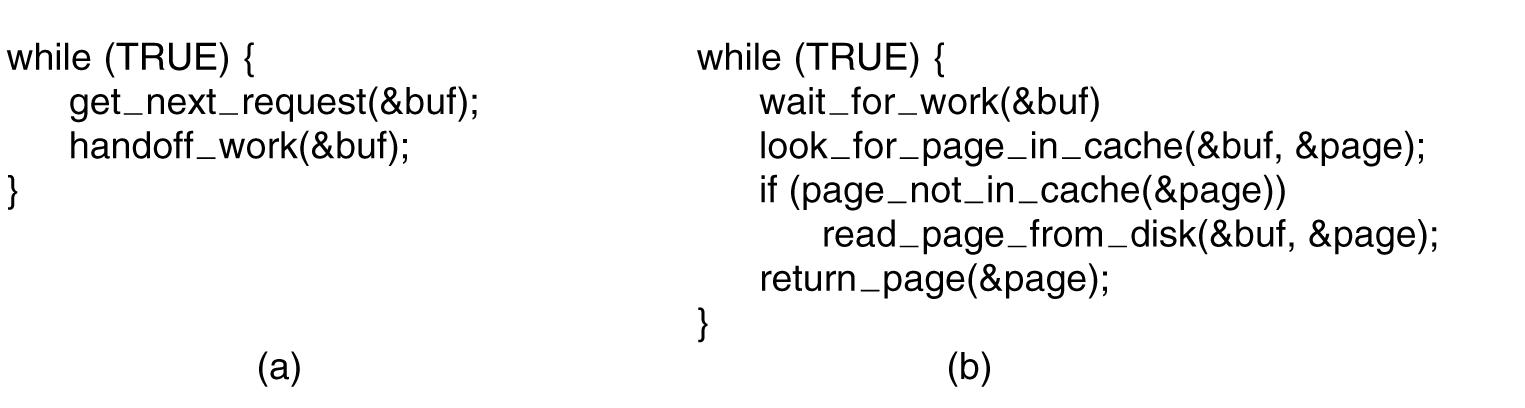 while (TRUE) {
get_next_request(&buf);
handoff_work(&buf);
}
(a)
while (TRUE) {
wait_for_work(&buf)
look_for_page_in_cache(&buf, &page);
if (page_not_in_cache(&page))
read_page_from_disk(&buf, &page);
return_page(&page);
}
(b)